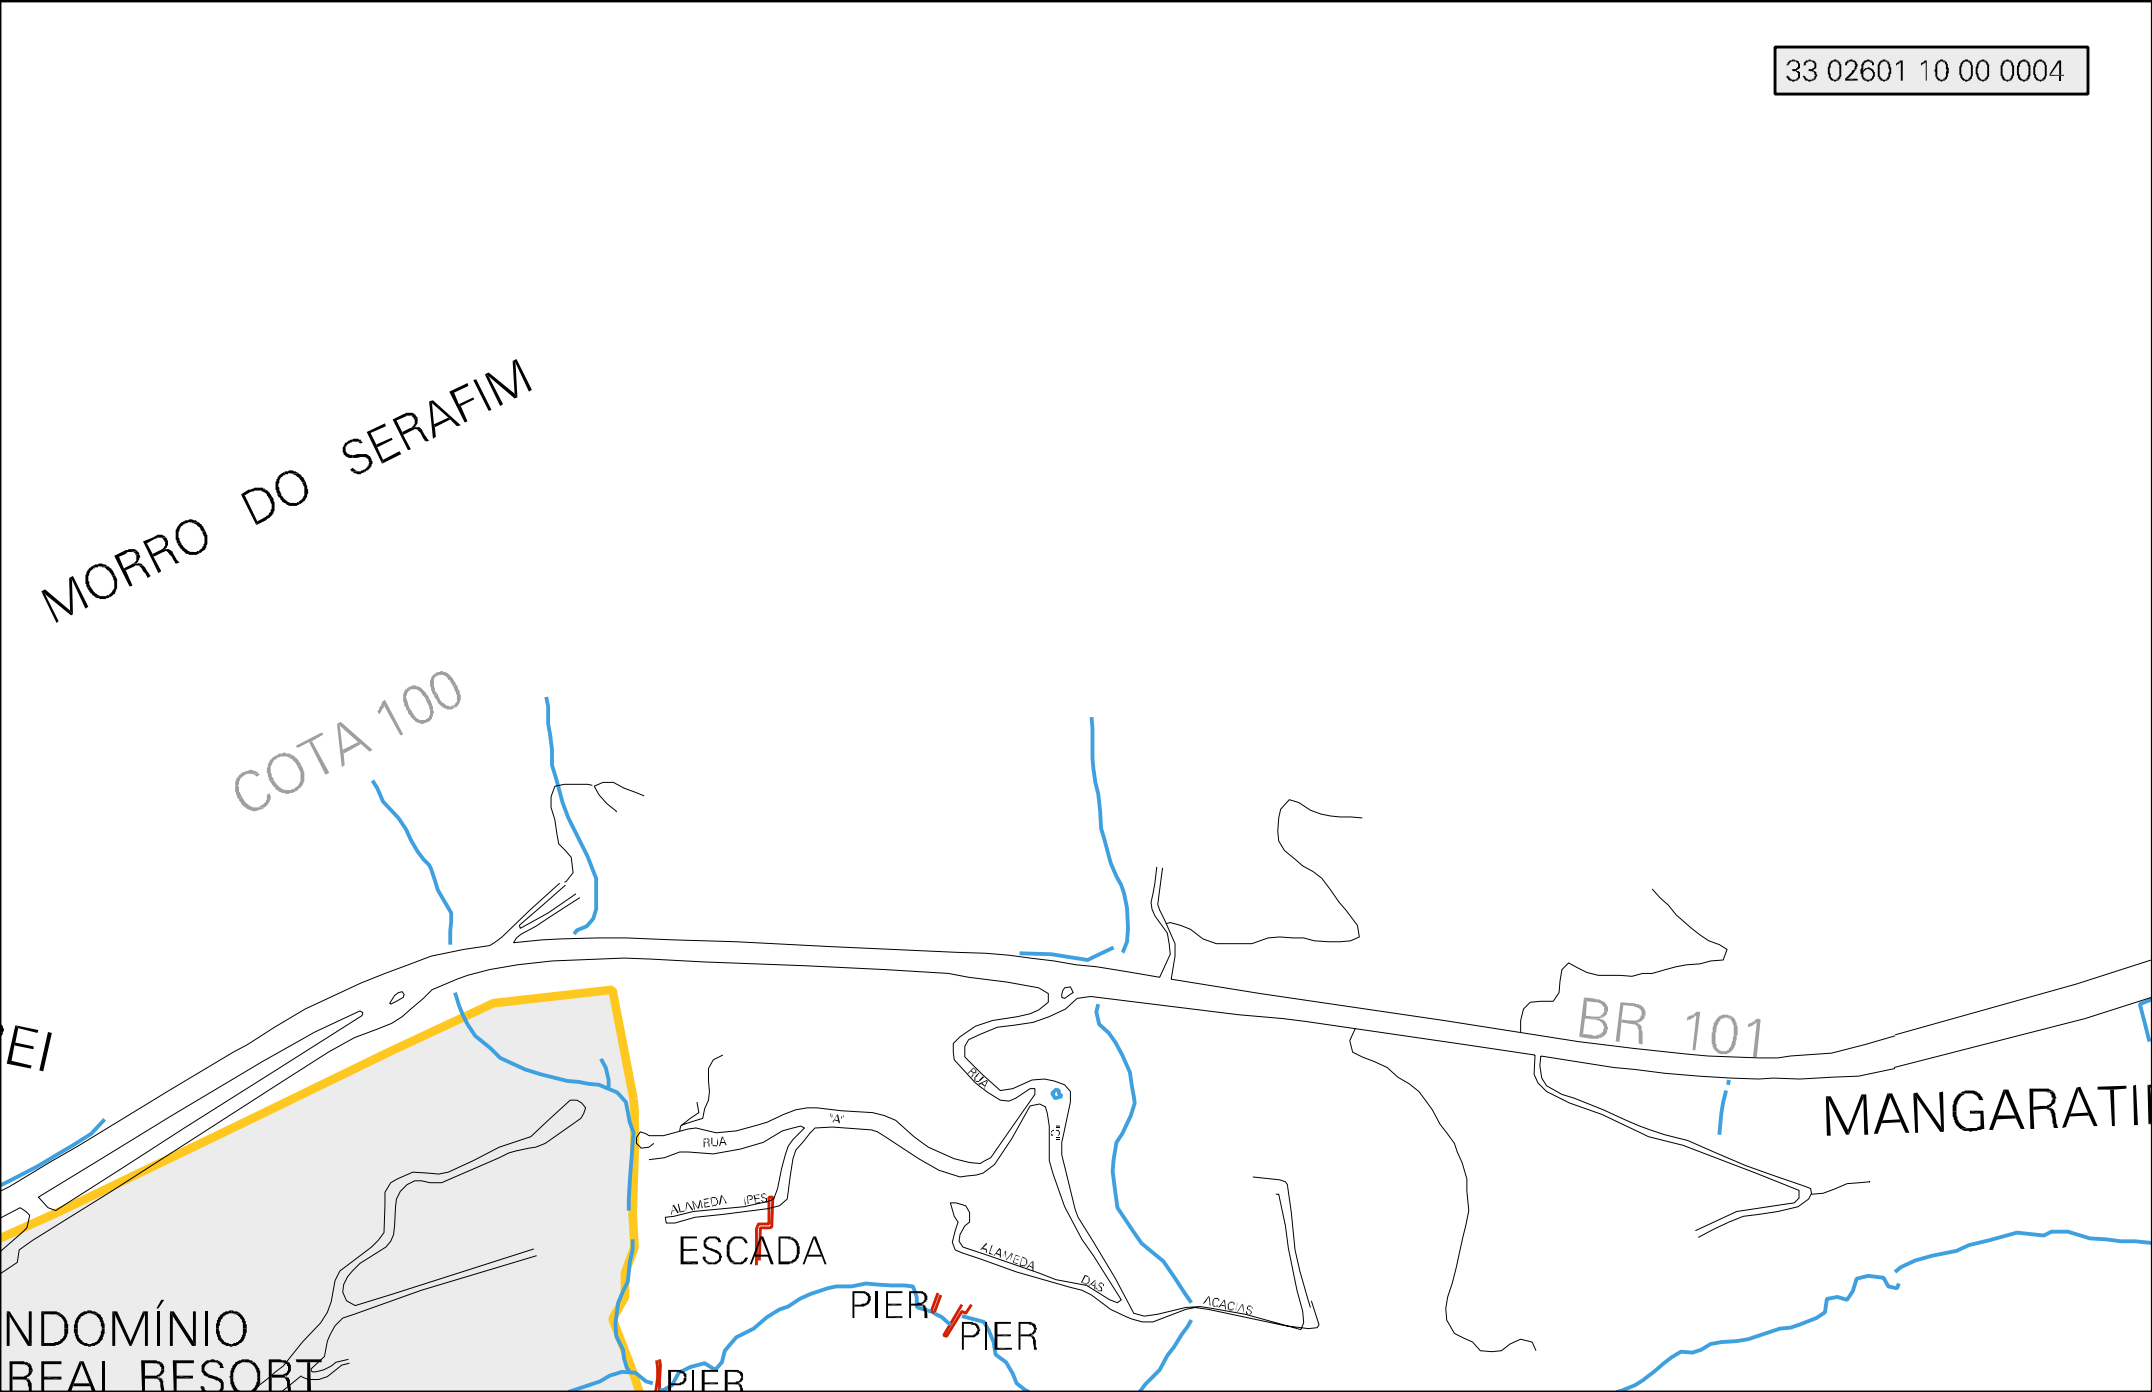 33 02601 10 00 0004
MORRO DO SERAFIM
COTA 100
EI
BR 101
MANGARATI
RUA
RUA "A"
ALAMEDA IPES
ESCADA
ALAMEDA DAS ACACIAS
PIER
PIER
NDOMÍNIO
REAL RESORT
PIER